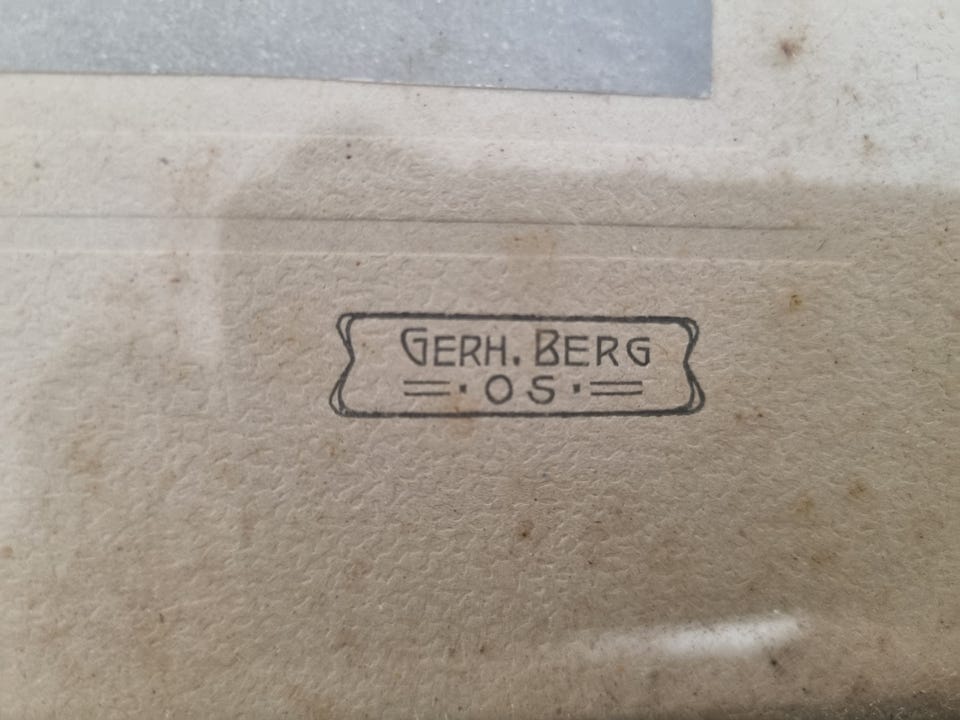 GERH. BERG
= · OS · =